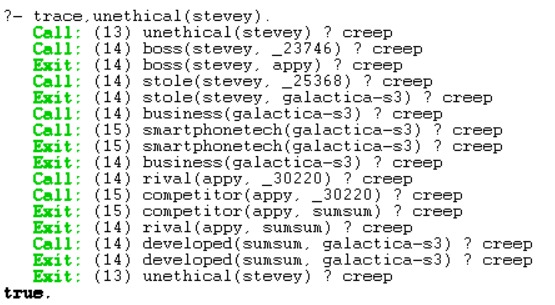 ?- trace,unethical(stevey).
Call: (13) unethical(stevey) ? creep
Call: (14) boss(stevey, _23746) ? creep
Exit: (14) boss(stevey, appy) ? creep
Call: (14) stole(stevey, _25368) ? creep
Exit: (14) stole(stevey, galactica-s3) ? creep
Call: (14) business(galactica-s3) ? creep
Call: (15) smartphonetech(galactica-s3) ? creep
Exit: (15) smartphonetech(galactica-s3) ? creep
Exit: (14) business(galactica-s3) ? creep
Call: (14) rival(appy, _30220) ? creep
Call: (15) competitor(appy, _30220) ? creep
Exit: (15) competitor(appy, sumsum) ? creep
Exit: (14) rival(appy, sumsum) ? creep
Call: (14) developed(sumsum, galactica-s3) ? creep
Exit: (14) developed(sumsum, galactica-s3) ? creep
Exit: (13) unethical(stevey) ? creep
true.